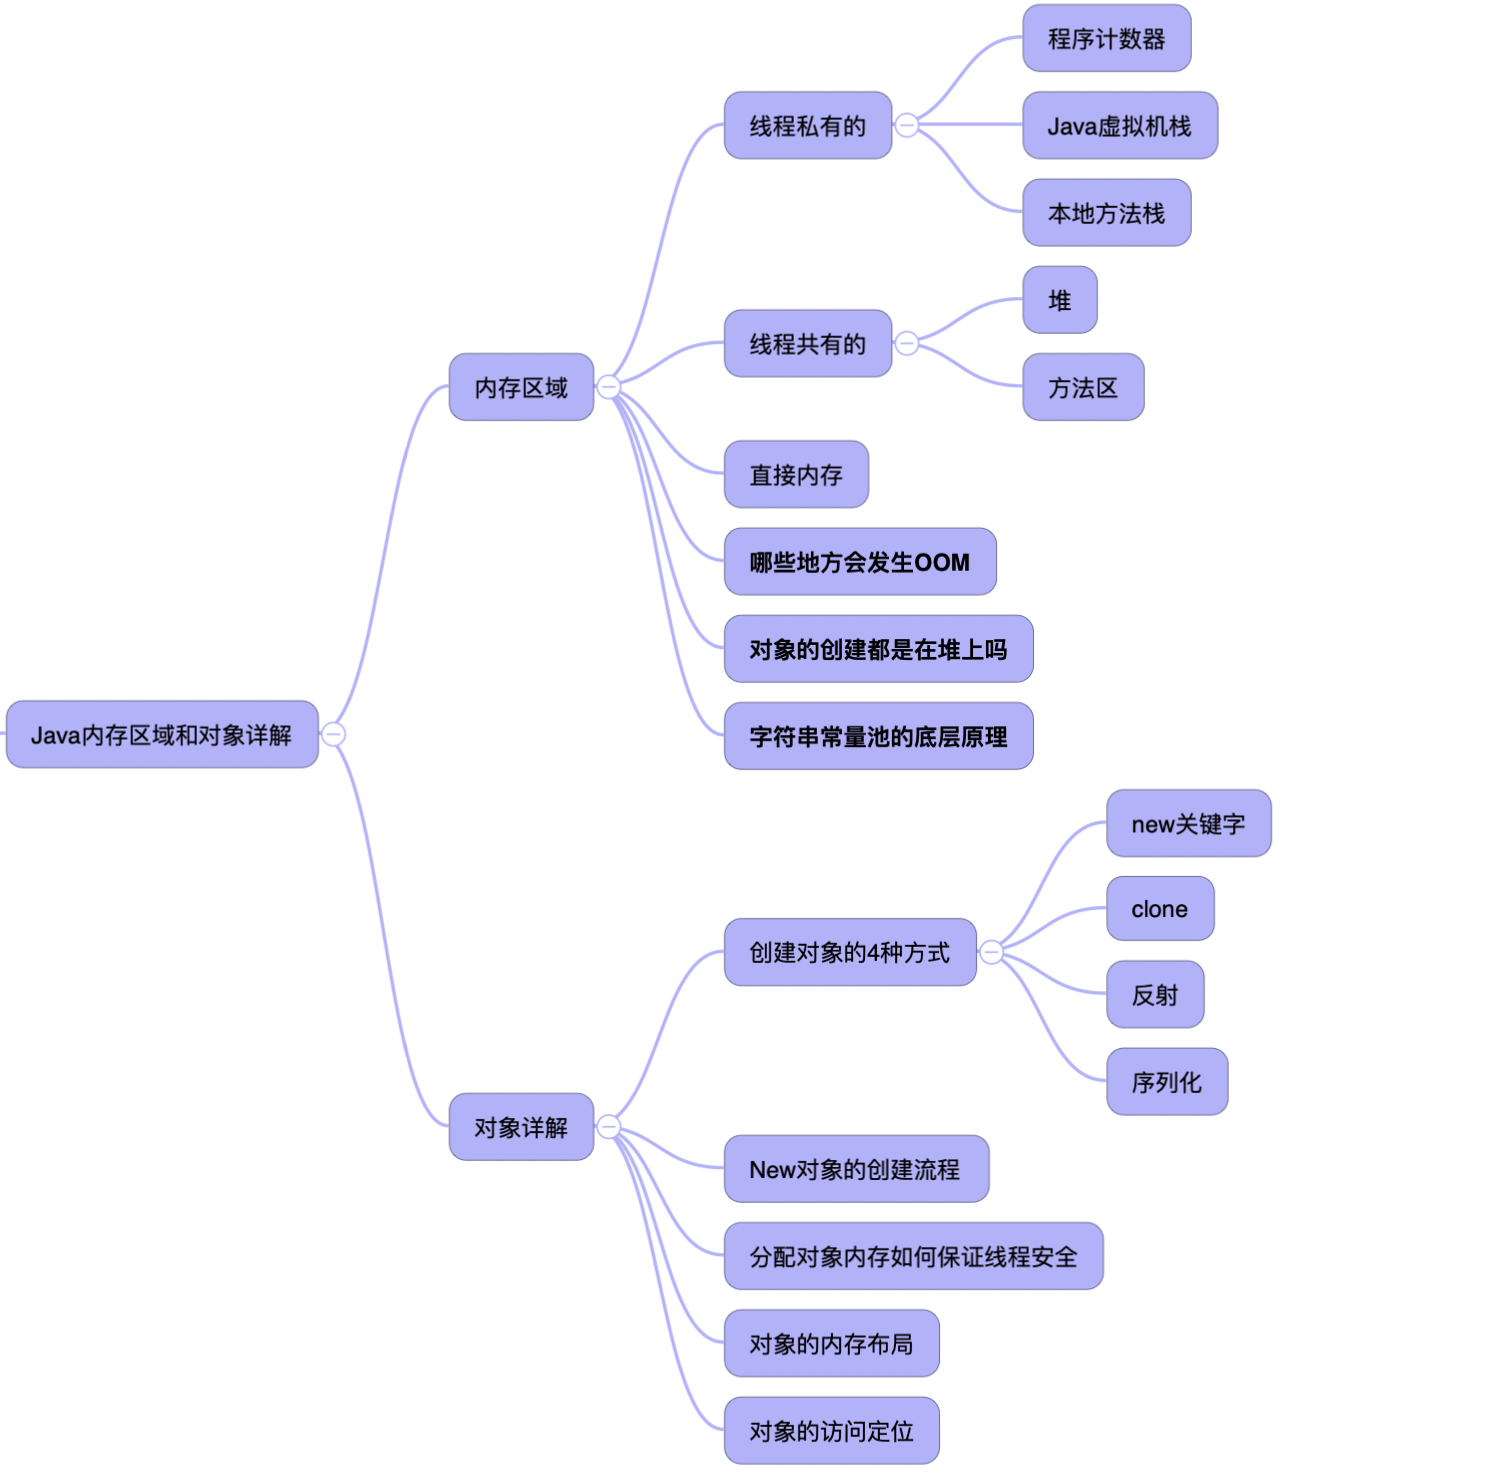 Java内存区域和对象详解
内存区域
线程私有的
程序计数器
Java虚拟机栈
本地方法栈
线程共有的
堆
方法区
直接内存
哪些地方会发生OOM
对象的创建都是在堆上吗
字符串常量池的底层原理
对象详解
创建对象的4种方式
new关键字
clone
反射
序列化
New对象的创建流程
分配对象内存如何保证线程安全
对象的内存布局
对象的访问定位